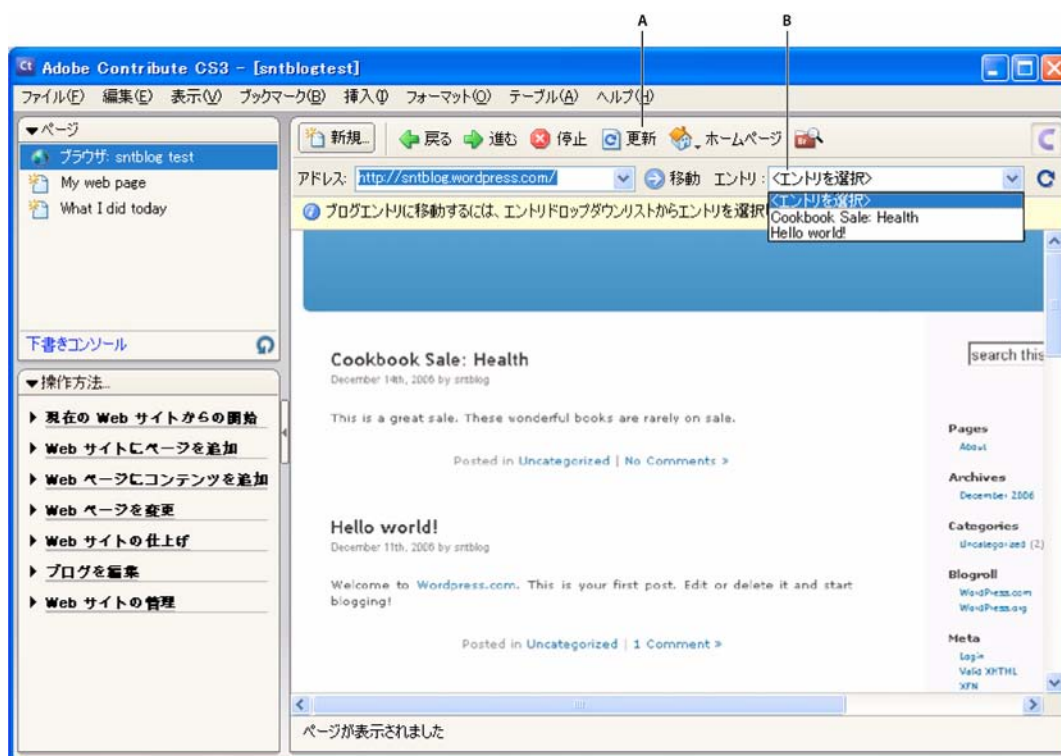 A B
Adobe Contribute CS3 - [sntblogtest]
ファイル(F) 編集(E) 表示(V) ブックマーク(B) 挿入(I) フォーマット(O) テーブル(A) ヘルプ(H)
ページ
ブラウザ: sntblog test
My web page
What I did today
下書きコンソール
操作方法...
現在の Web サイトからの開始
Web サイトにページを追加
Web ページにコンテンツを追加
Web ページを変更
Web サイトの仕上げ
ブログを編集
Web サイトの管理
新規... 戻る 進む 停止 更新 ホームページ
アドレス: http://sntblog.wordpress.com/ 移動 エントリ: <エントリを選択>
ブログエントリに移動するには、エントリドロップダウンリストからエントリを選択
<エントリを選択>
Cookbook Sale: Health
Hello world!
Cookbook Sale: Health
December 14th, 2006 by sntblog
This is a great sale. These wonderful books are rarely on sale.
Posted in Uncategorized | No Comments »
Hello world!
December 11th, 2006 by sntblog
Welcome to Wordpress.com. This is your first post. Edit or delete it and start
blogging!
Posted in Uncategorized | 1 Comment »
search this
Pages
About
Archives
December 2006
Categories
Uncategorized (2)
Blogroll
WordPress.com
WordPress.org
Meta
Login
Valid XHTML
XFN
ページが表示されました